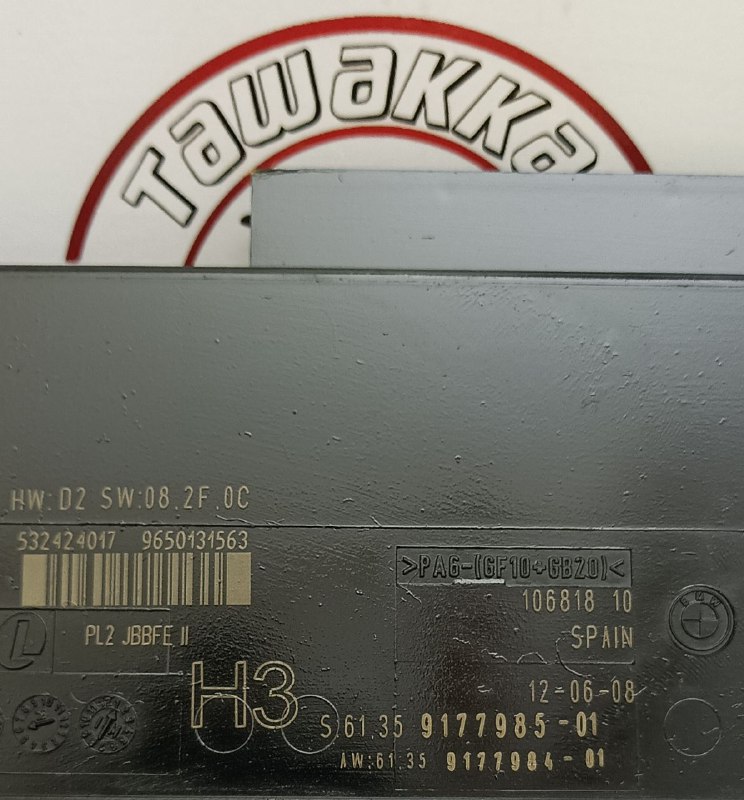 Tawakka
HW:D2 SW:08.2F.0C
532424017 9650131563
>PA6-(GF10+GB20)<
106818 10
PL2 JBBFE II
SPAIN
BMW
H3
12-06-08
S 61.35 9177985-01
AW:61.35 9177984-01